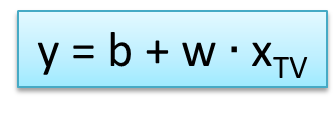 y = b + w · x_TV